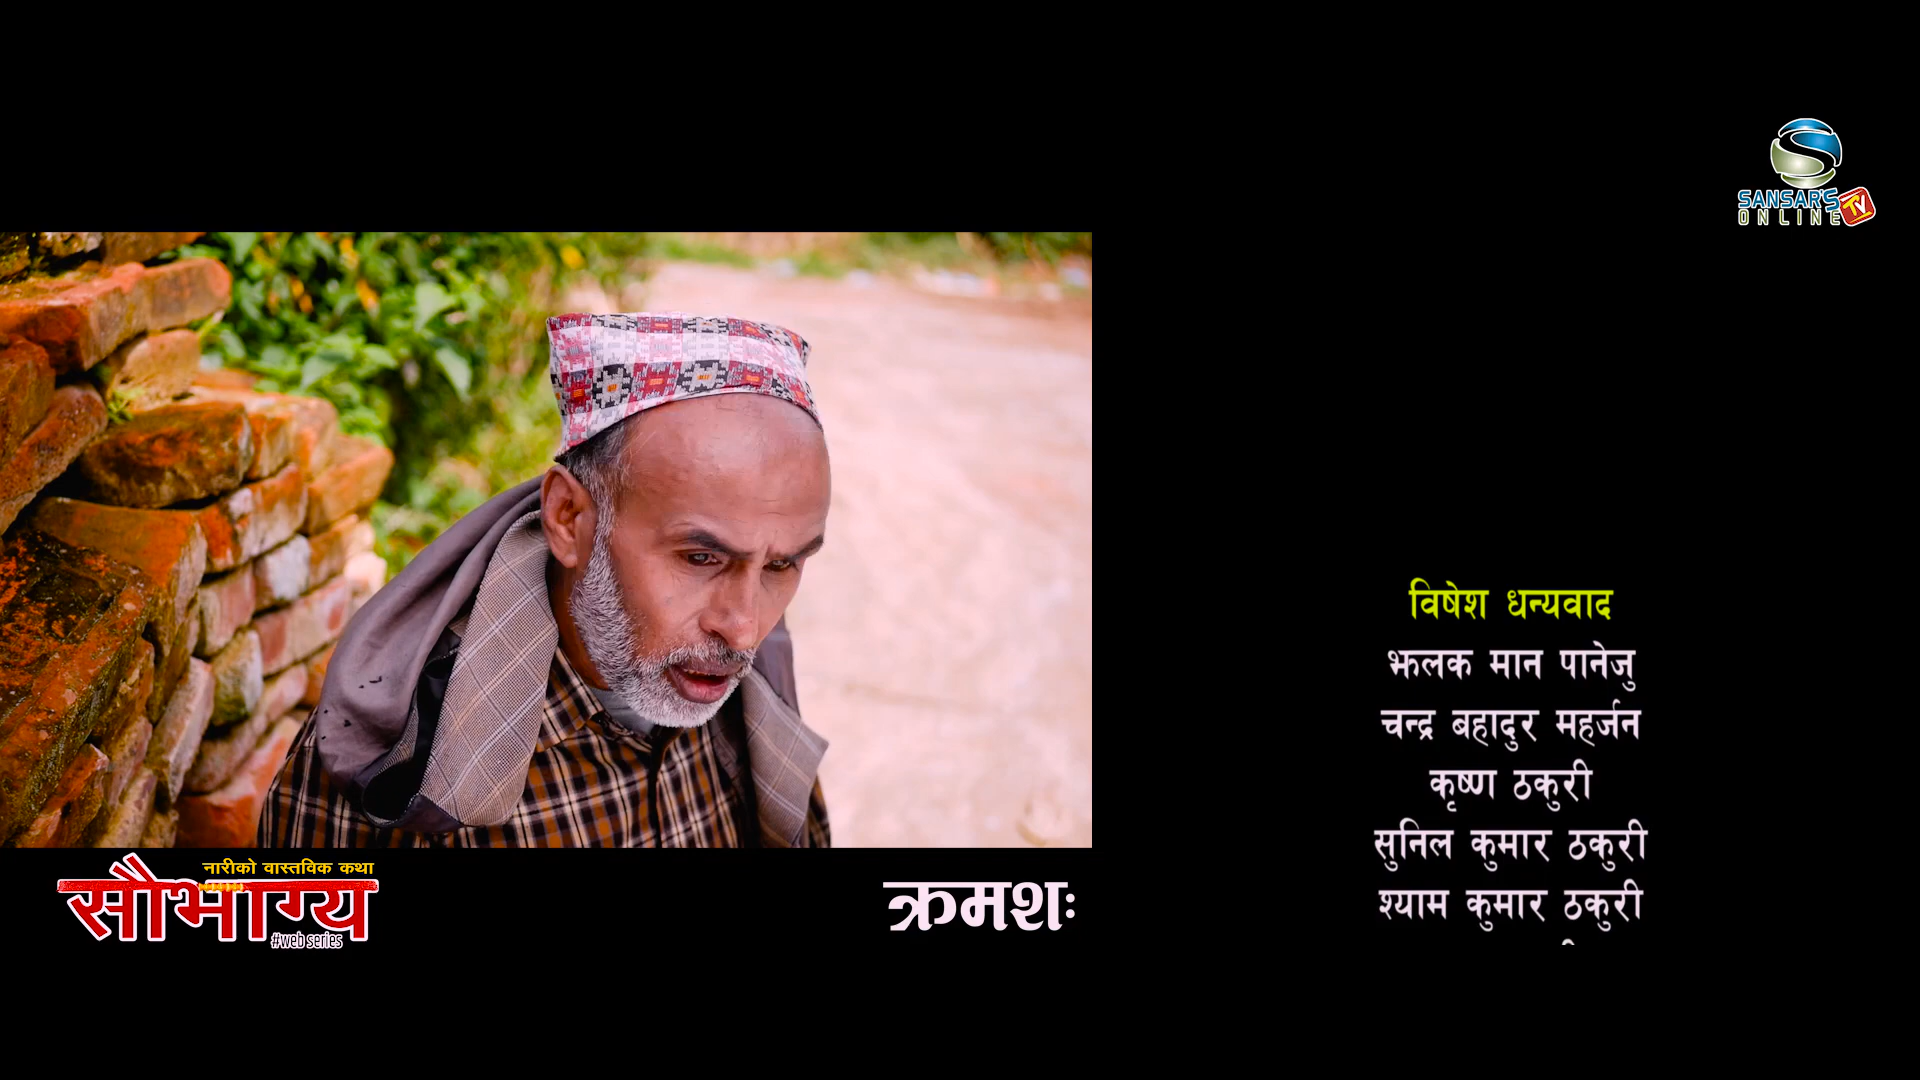 SANSAR'S
ONLINE TV
विषेश धन्यवाद
झलक मान पानेजु
चन्द्र बहादुर महर्जन
कृष्ण ठकुरी
सुनिल कुमार ठकुरी
श्याम कुमार ठकुरी
नारीको वास्तविक कथा
सौभाग्य
#web series
क्रमशः